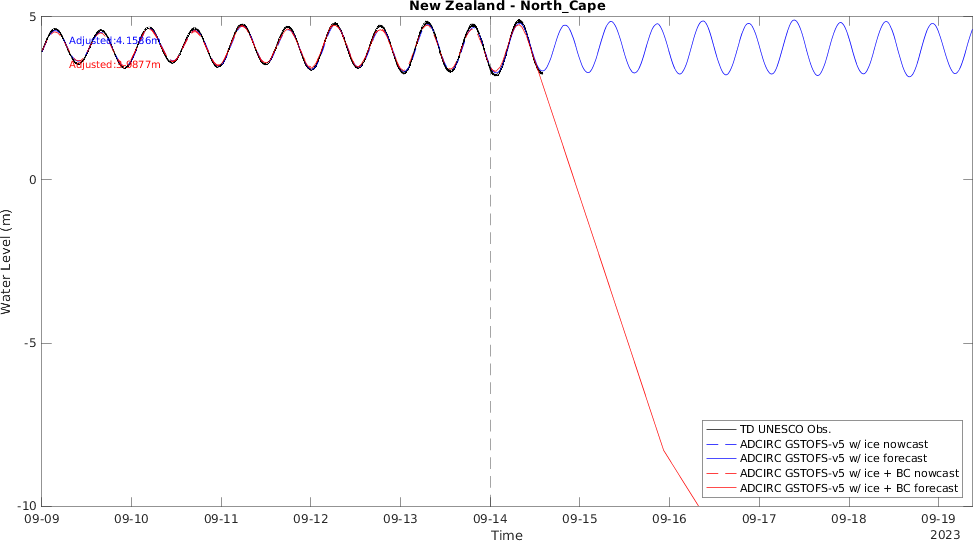 New Zealand - North_Cape
5
0
-5
-10
Water Level (m)
Adjusted:4.1536m
TD UNESCO Obs.
ADCIRC GSTOFS-v5 w/ ice nowcast
ADCIRC GSTOFS-v5 w/ ice forecast
ADCIRC GSTOFS-v5 w/ ice + BC nowcast
ADCIRC GSTOFS-v5 w/ ice + BC forecast
09-09 09-10 09-11 09-12 09-13 09-14 09-15 09-16 09-17 09-18 09-19
Time
2023